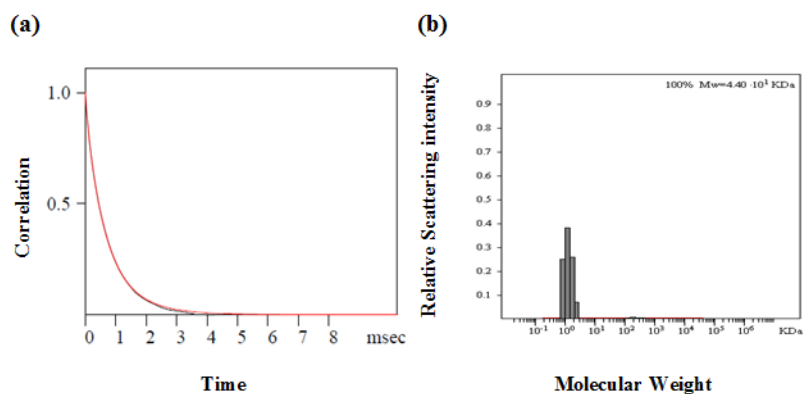 (a)
(b)
1.0
0.5
Correlation
0 1 2 3 4 5 6 7 8 msec
Time
100% Mw=4.40 ·10¹ KDa
0.9
0.8
0.7
0.6
0.5
0.4
0.3
0.2
0.1
Relative Scattering intensity
10⁻¹ 10⁰ 10¹ 10² 10³ 10⁴ 10⁵ 10⁶ KDa
Molecular Weight